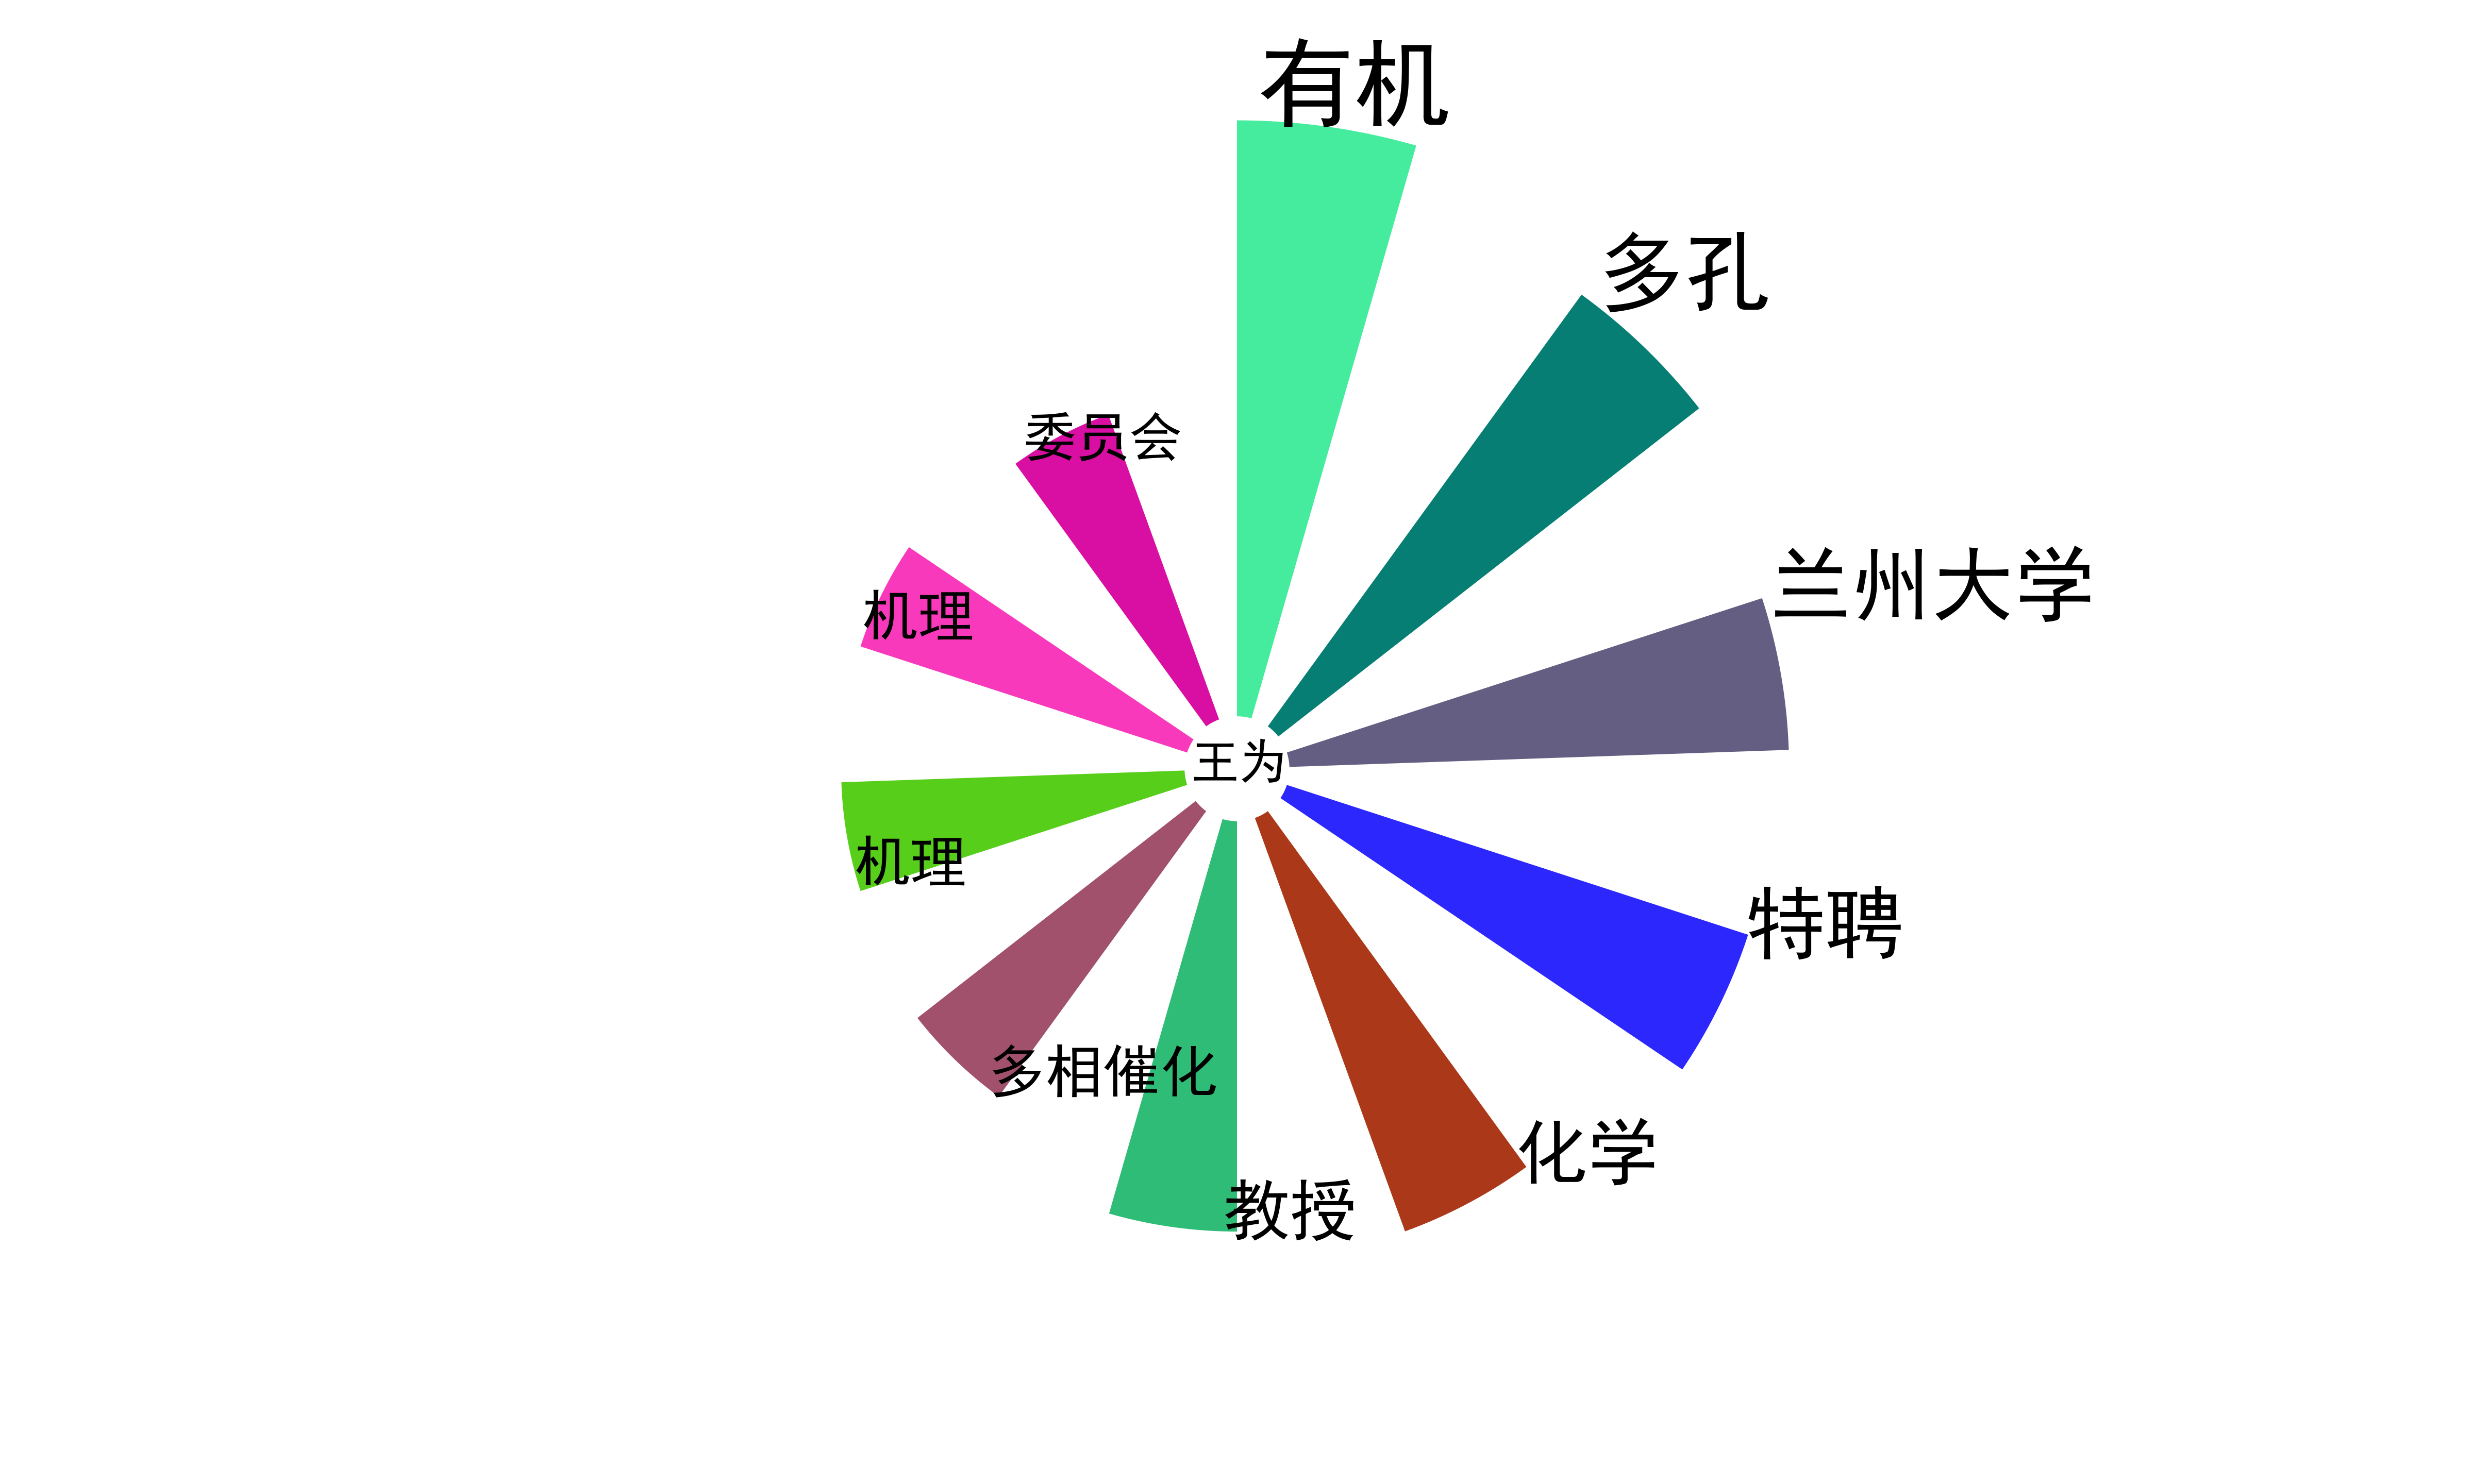 有机
多孔
委员会
兰州大学
机理
王为
机理
特聘
多相催化
化学
教授